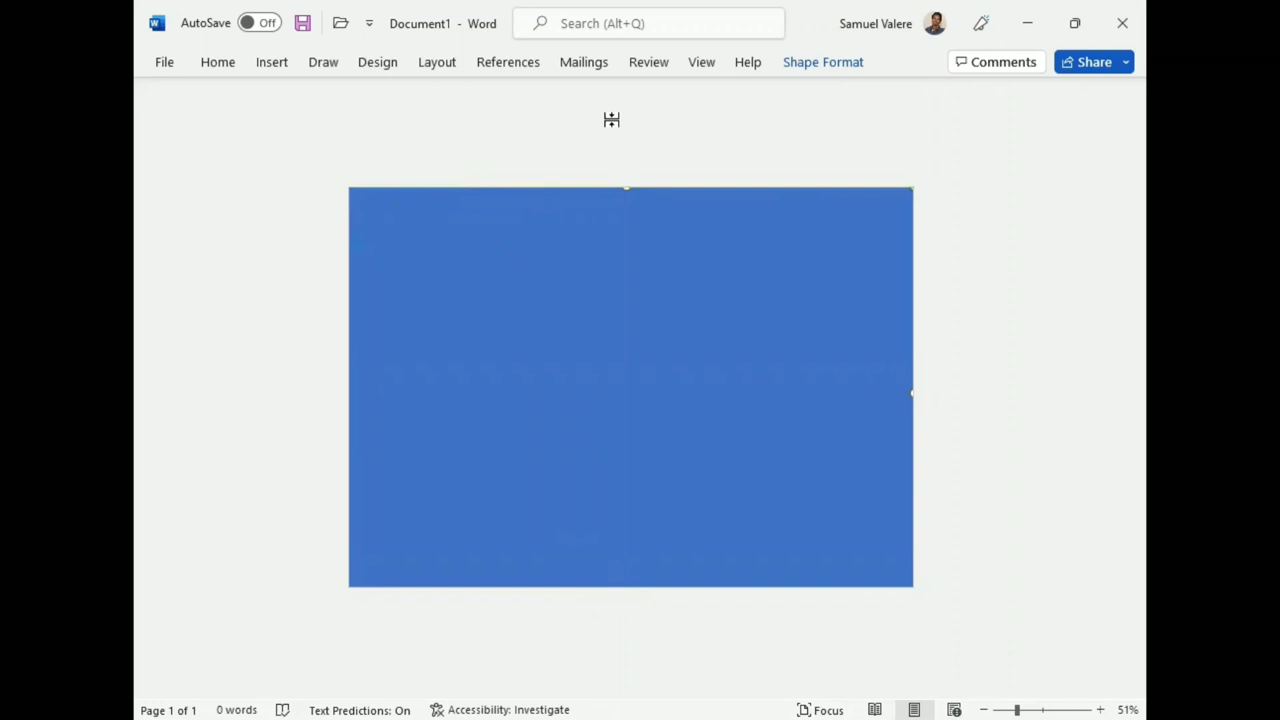 AutoSave Off Document1 - Word Search (Alt+Q) Samuel Valere
File Home Insert Draw Design Layout References Mailings Review View Help Shape Format Comments Share
Page 1 of 1 0 words Text Predictions: On Accessibility: Investigate Focus 51%